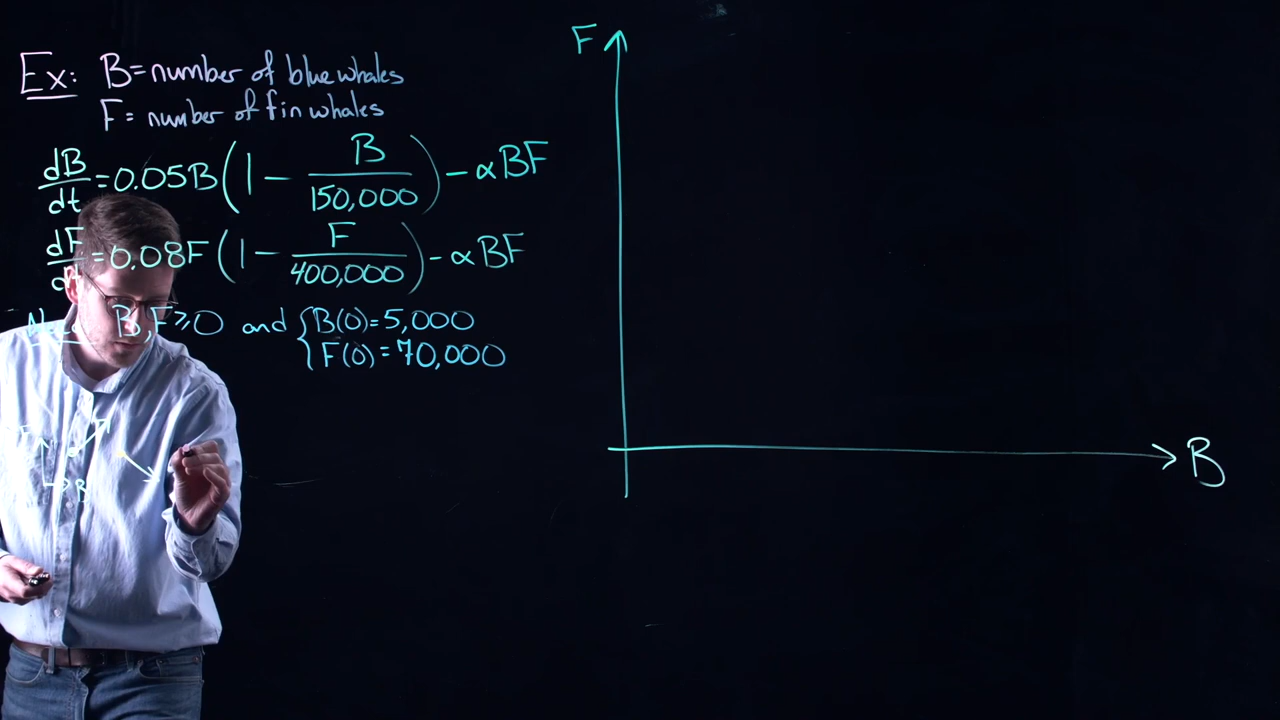 Ex: B = number of blue whales
F = number of fin whales
dB/dt = 0.05B(1 - B/150,000) - αBF
dF/dt = 0.08F(1 - F/400,000) - αBF
B, F ≥ 0 and { B(0) = 5,000
F(0) = 70,000
B
F
B